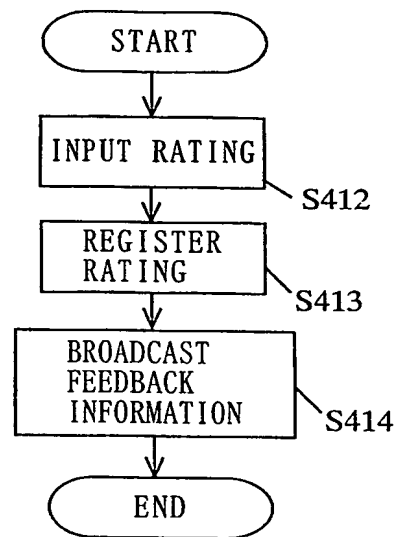 START
INPUT RATING
S412
REGISTER
RATING
S413
BROADCAST
FEEDBACK
INFORMATION
S414
END